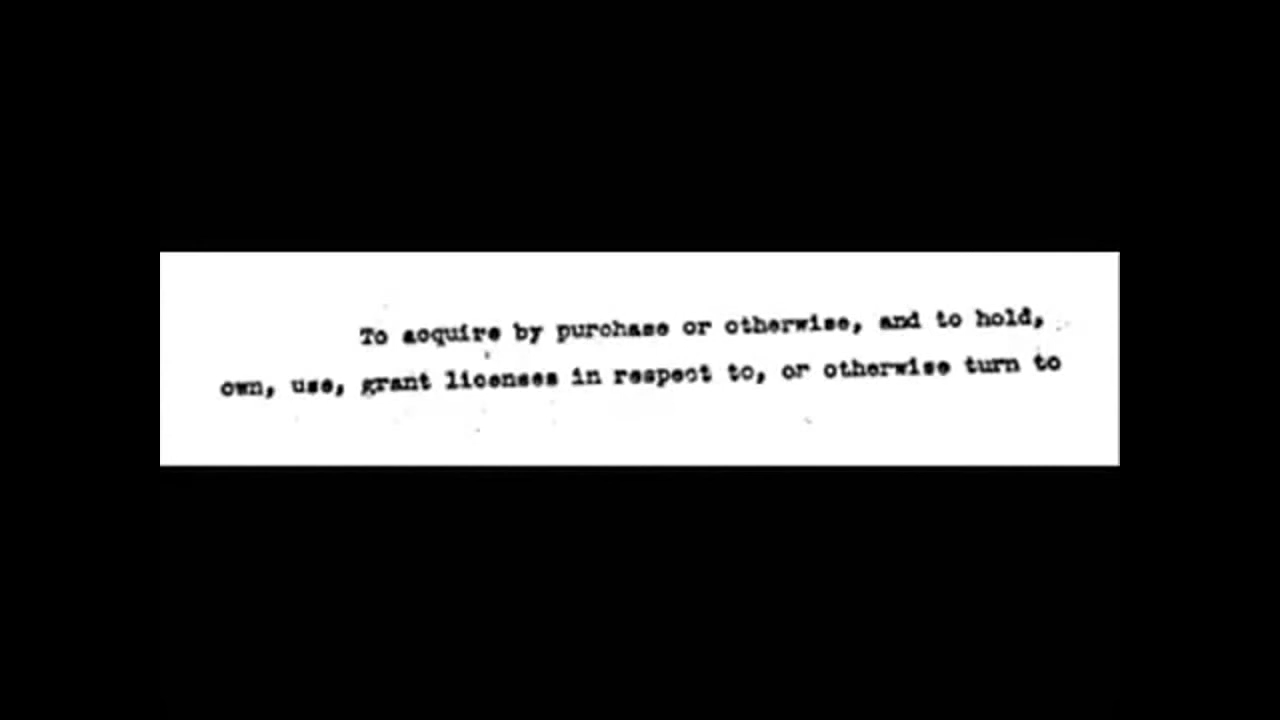 To acquire by purchase or otherwise, and to hold,
own, use, grant licenses in respect to, or otherwise turn to